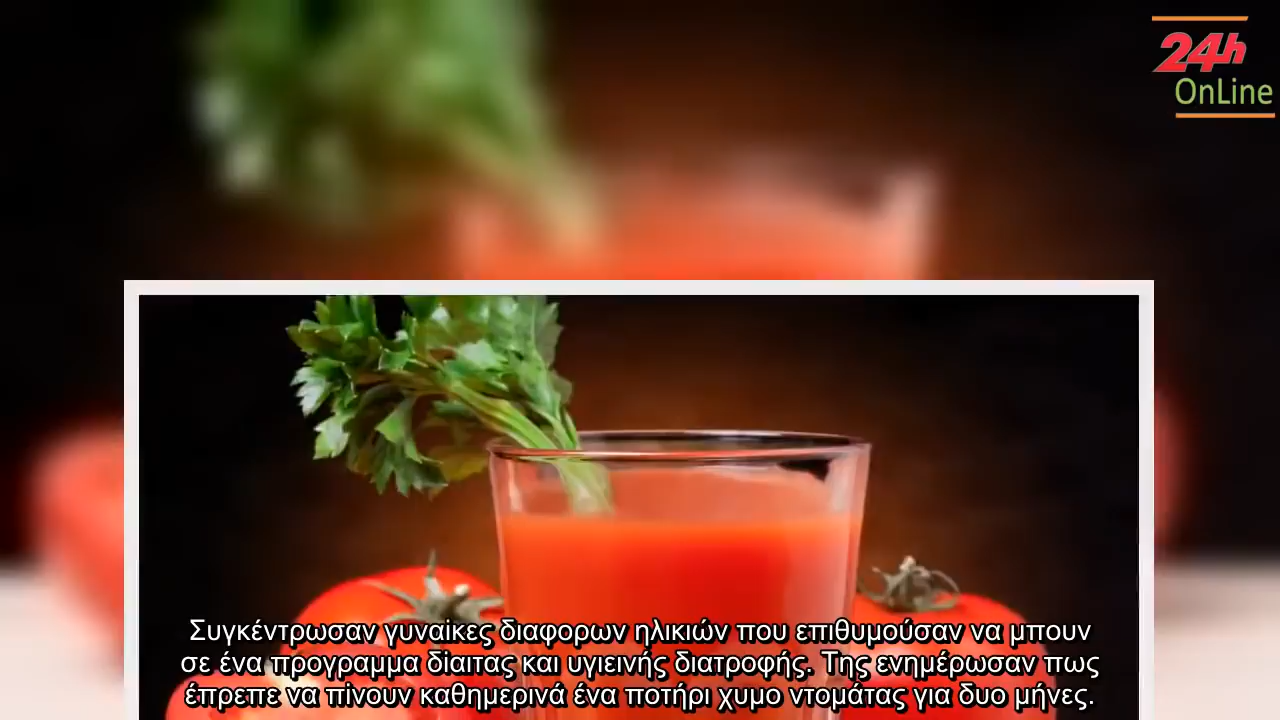 24h
OnLine
Συγκέντρωσαν γυναίκες διαφορων ηλικιών που επιθυμούσαν να μπουν
σε ένα προγραμμα δίαιτας και υγιεινής διατροφής. Της ενημέρωσαν πως
έπρεπε να πίνουν καθημερινά ένα ποτήρι χυμο ντομάτας για δυο μήνες.